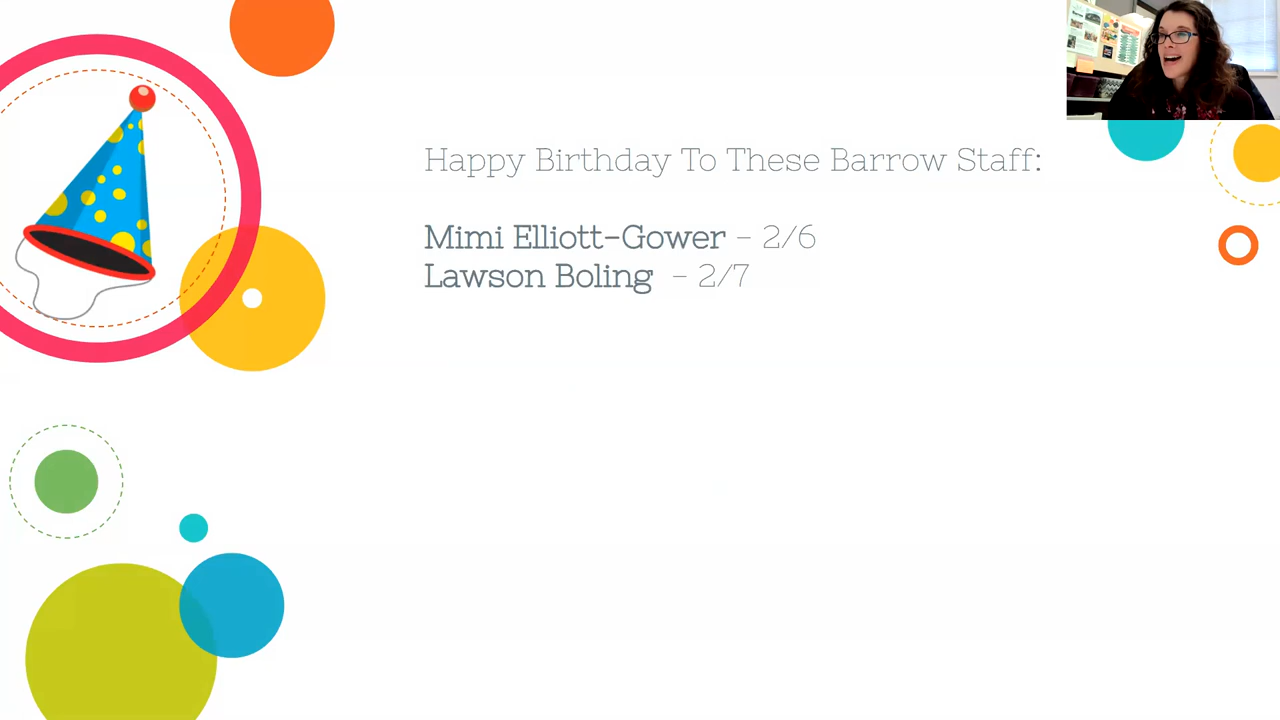 Happy Birthday To These Barrow Staff:
Mimi Elliott-Gower - 2/6
Lawson Boling - 2/7